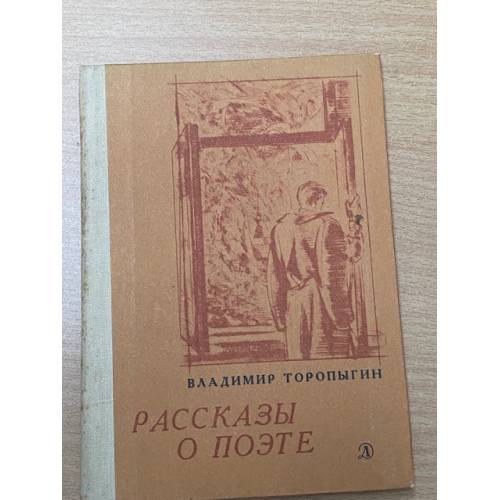 ВЛАДИМИР ТОРОПЫГИН
РАССКАЗЫ
О ПОЭТЕ
Д